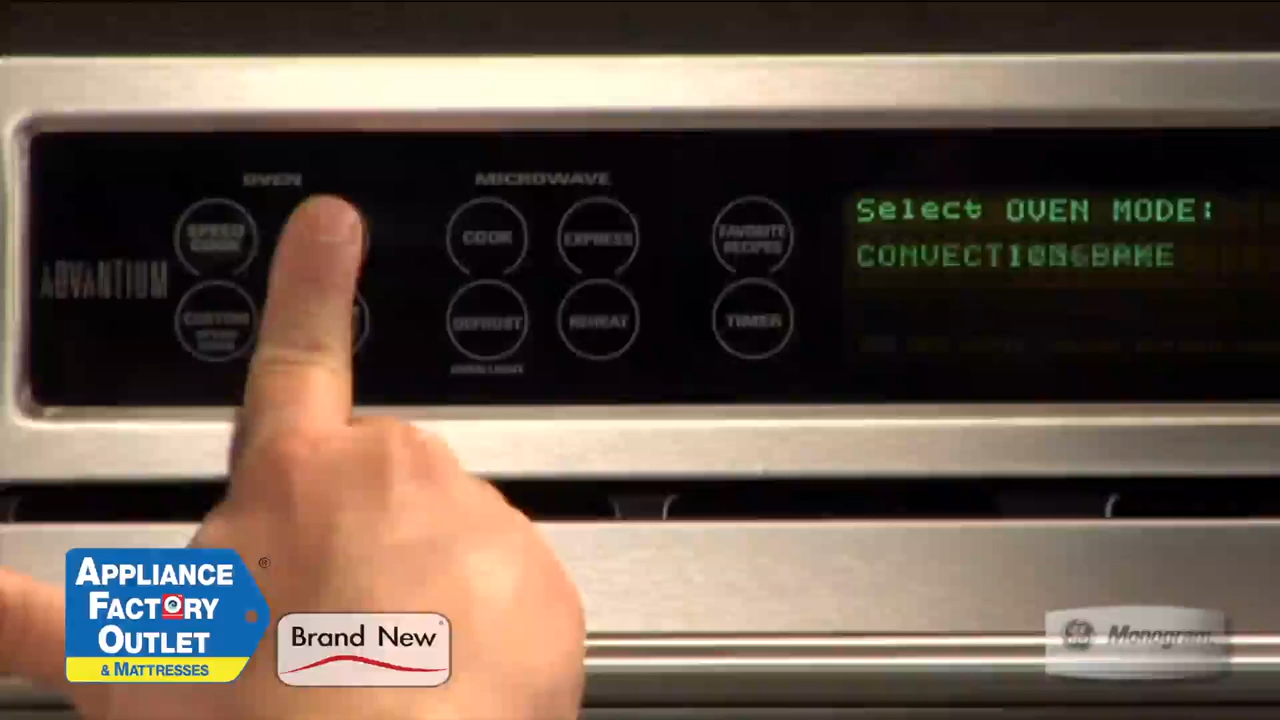 OVEN
MICROWAVE
SPEED
COOK
COOK
EXPRESS
FAVORITE
RECIPES
Select OVEN MODE:
ADVANTIUM
CUSTOM
DEFROST
REHEAT
TIMER
APPLIANCE
FACTORY
OUTLET
®
& MATTRESSES
Brand New
GE
Monogram